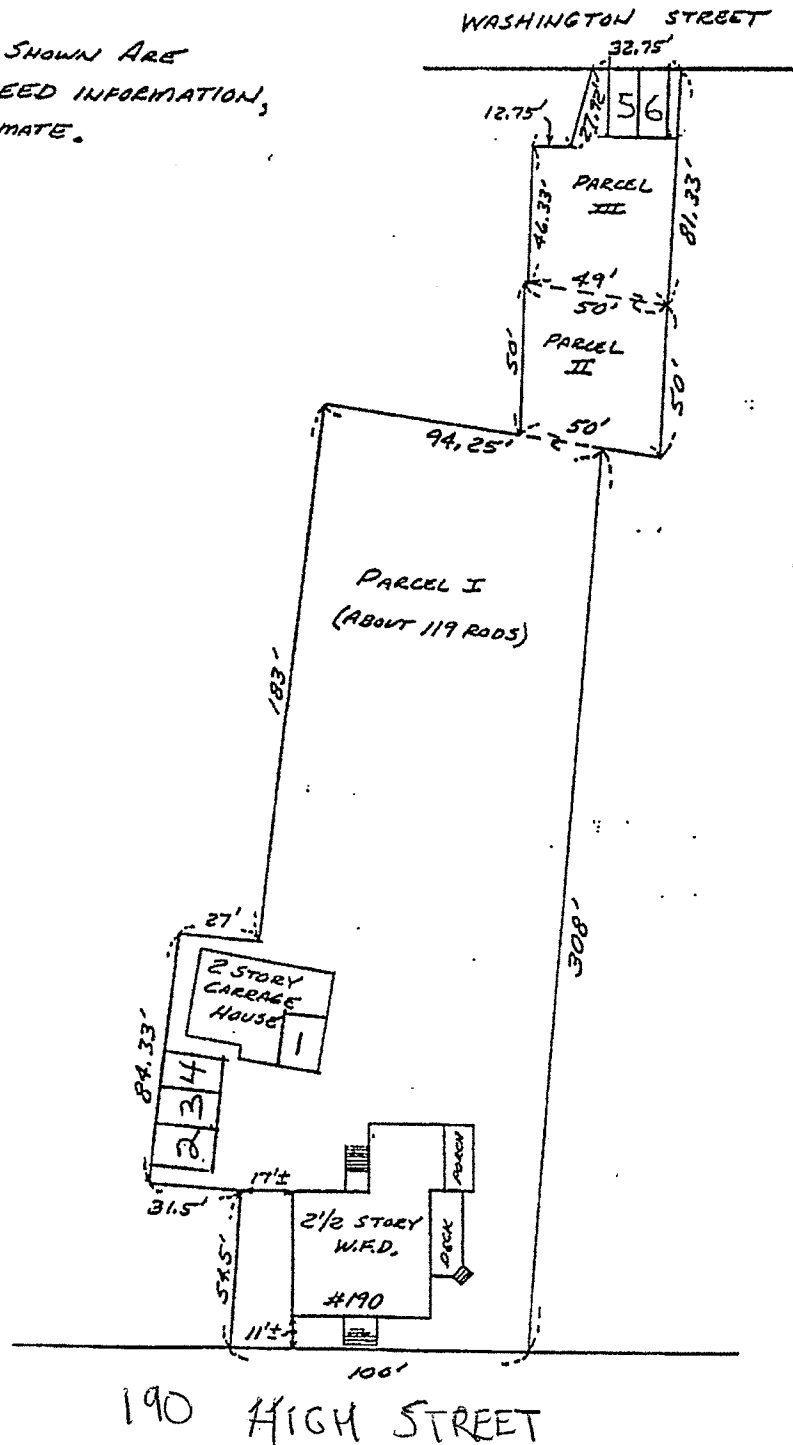 WASHINGTON STREET
SHOWN ARE
EED INFORMATION,
MATE.
32.75'
12.75'
27.72'
5 6
PARCEL
III
46.33'
81.33'
49'
50'
PARCEL
II
50'
50'
94.25'
50'
PARCEL I
(ABOUT 119 RODS)
183'
308'
27'
2 STORY
CARRAGE
HOUSE
1
84.33'
4
3
2
31.5'
17'±
PORCH
2 1/2 STORY
W.F.D.
DECK
54.5'
#190
11'±
100'
190 HIGH STREET